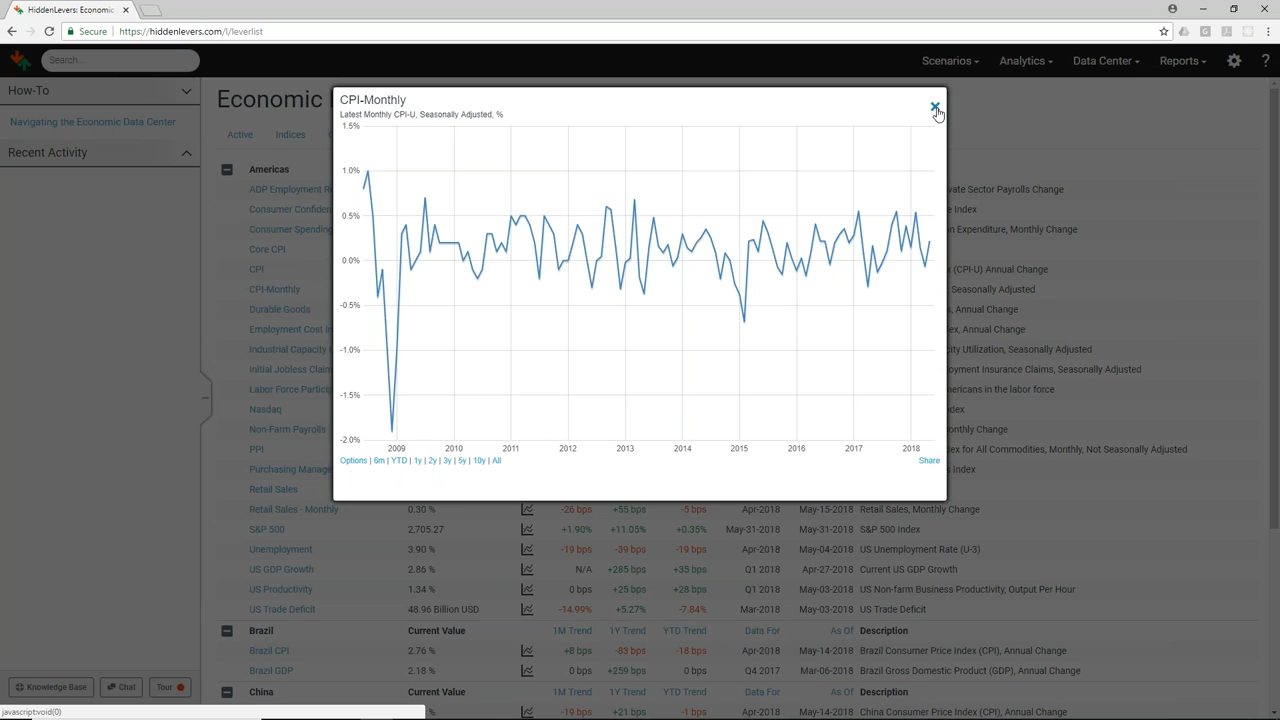 HiddenLevers: Economic
Secure | https://hiddenlevers.com/l/leverlist
Search...
Scenarios
Analytics
Data Center
Reports
?
How-To
Navigating the Economic Data Center
Recent Activity
Economic
Active Indices
CPI-Monthly
Latest Monthly CPI-U, Seasonally Adjusted, %
1.5%
1.0%
0.5%
0.0%
-0.5%
-1.0%
-1.5%
-2.0%
2009 2010 2011 2012 2013 2014 2015 2016 2017 2018
Options | 6m | YTD | 1y | 2y | 3y | 5y | 10y | All
Share
Americas
ADP Employment vate Sector Payrolls Change
Consumer e Index
Consumer Spending n Expenditure, Monthly Change
Core CPI
CPI (CPI-U) Annual Change
CPI-Monthly Seasonally Adjusted
Durable Goods s, Annual Change
Employment Cost ex, Annual Change
Industrial Capacity city Utilization, Seasonally Adjusted
Initial Jobless oyment Insurance Claims, Seasonally Adjusted
Labor Force ericans in the labor force
Nasdaq dex
Non-Farm Payrolls onthly Change
PPI ex for All Commodities, Monthly, Not Seasonally Adjusted
Purchasing s Index
Retail Sales
Retail Sales - Monthly 0.30 % -26 bps +55 bps -5 bps Apr-2018 May-15-2018 Retail Sales, Monthly Change
S&P 500 2,705.27 +1.90% +11.05% +0.35% May-31-2018 May-31-2018 S&P 500 Index
Unemployment 3.90 % -19 bps -39 bps -19 bps Apr-2018 May-04-2018 US Unemployment Rate (U-3)
US GDP Growth 2.86 % N/A +285 bps +35 bps Q1 2018 Apr-27-2018 Current US GDP Growth
US Productivity 1.34 % 0 bps +25 bps +28 bps Q1 2018 May-03-2018 US Non-farm Business Productivity, Output Per Hour
US Trade Deficit 48.96 Billion USD -14.99% +5.27% -7.84% Mar-2018 May-03-2018 US Trade Deficit
Brazil Current Value 1M Trend 1Y Trend YTD Trend Data For As Of Description
Brazil CPI 2.76 % +8 bps -83 bps -18 bps Apr-2018 May-14-2018 Brazil Consumer Price Index (CPI), Annual Change
Brazil GDP 2.18 % 0 bps +259 bps 0 bps Q4 2017 Mar-06-2018 Brazil Gross Domestic Product (GDP), Annual Change
China Current Value 1M Trend 1Y Trend YTD Trend Data For As Of Description
% -19 bps +21 bps -1 bps Apr-2018 May-14-2018 China Consumer Price Index (CPI), Annual Change
Knowledge Base Chat Tour
javascript:void(0)